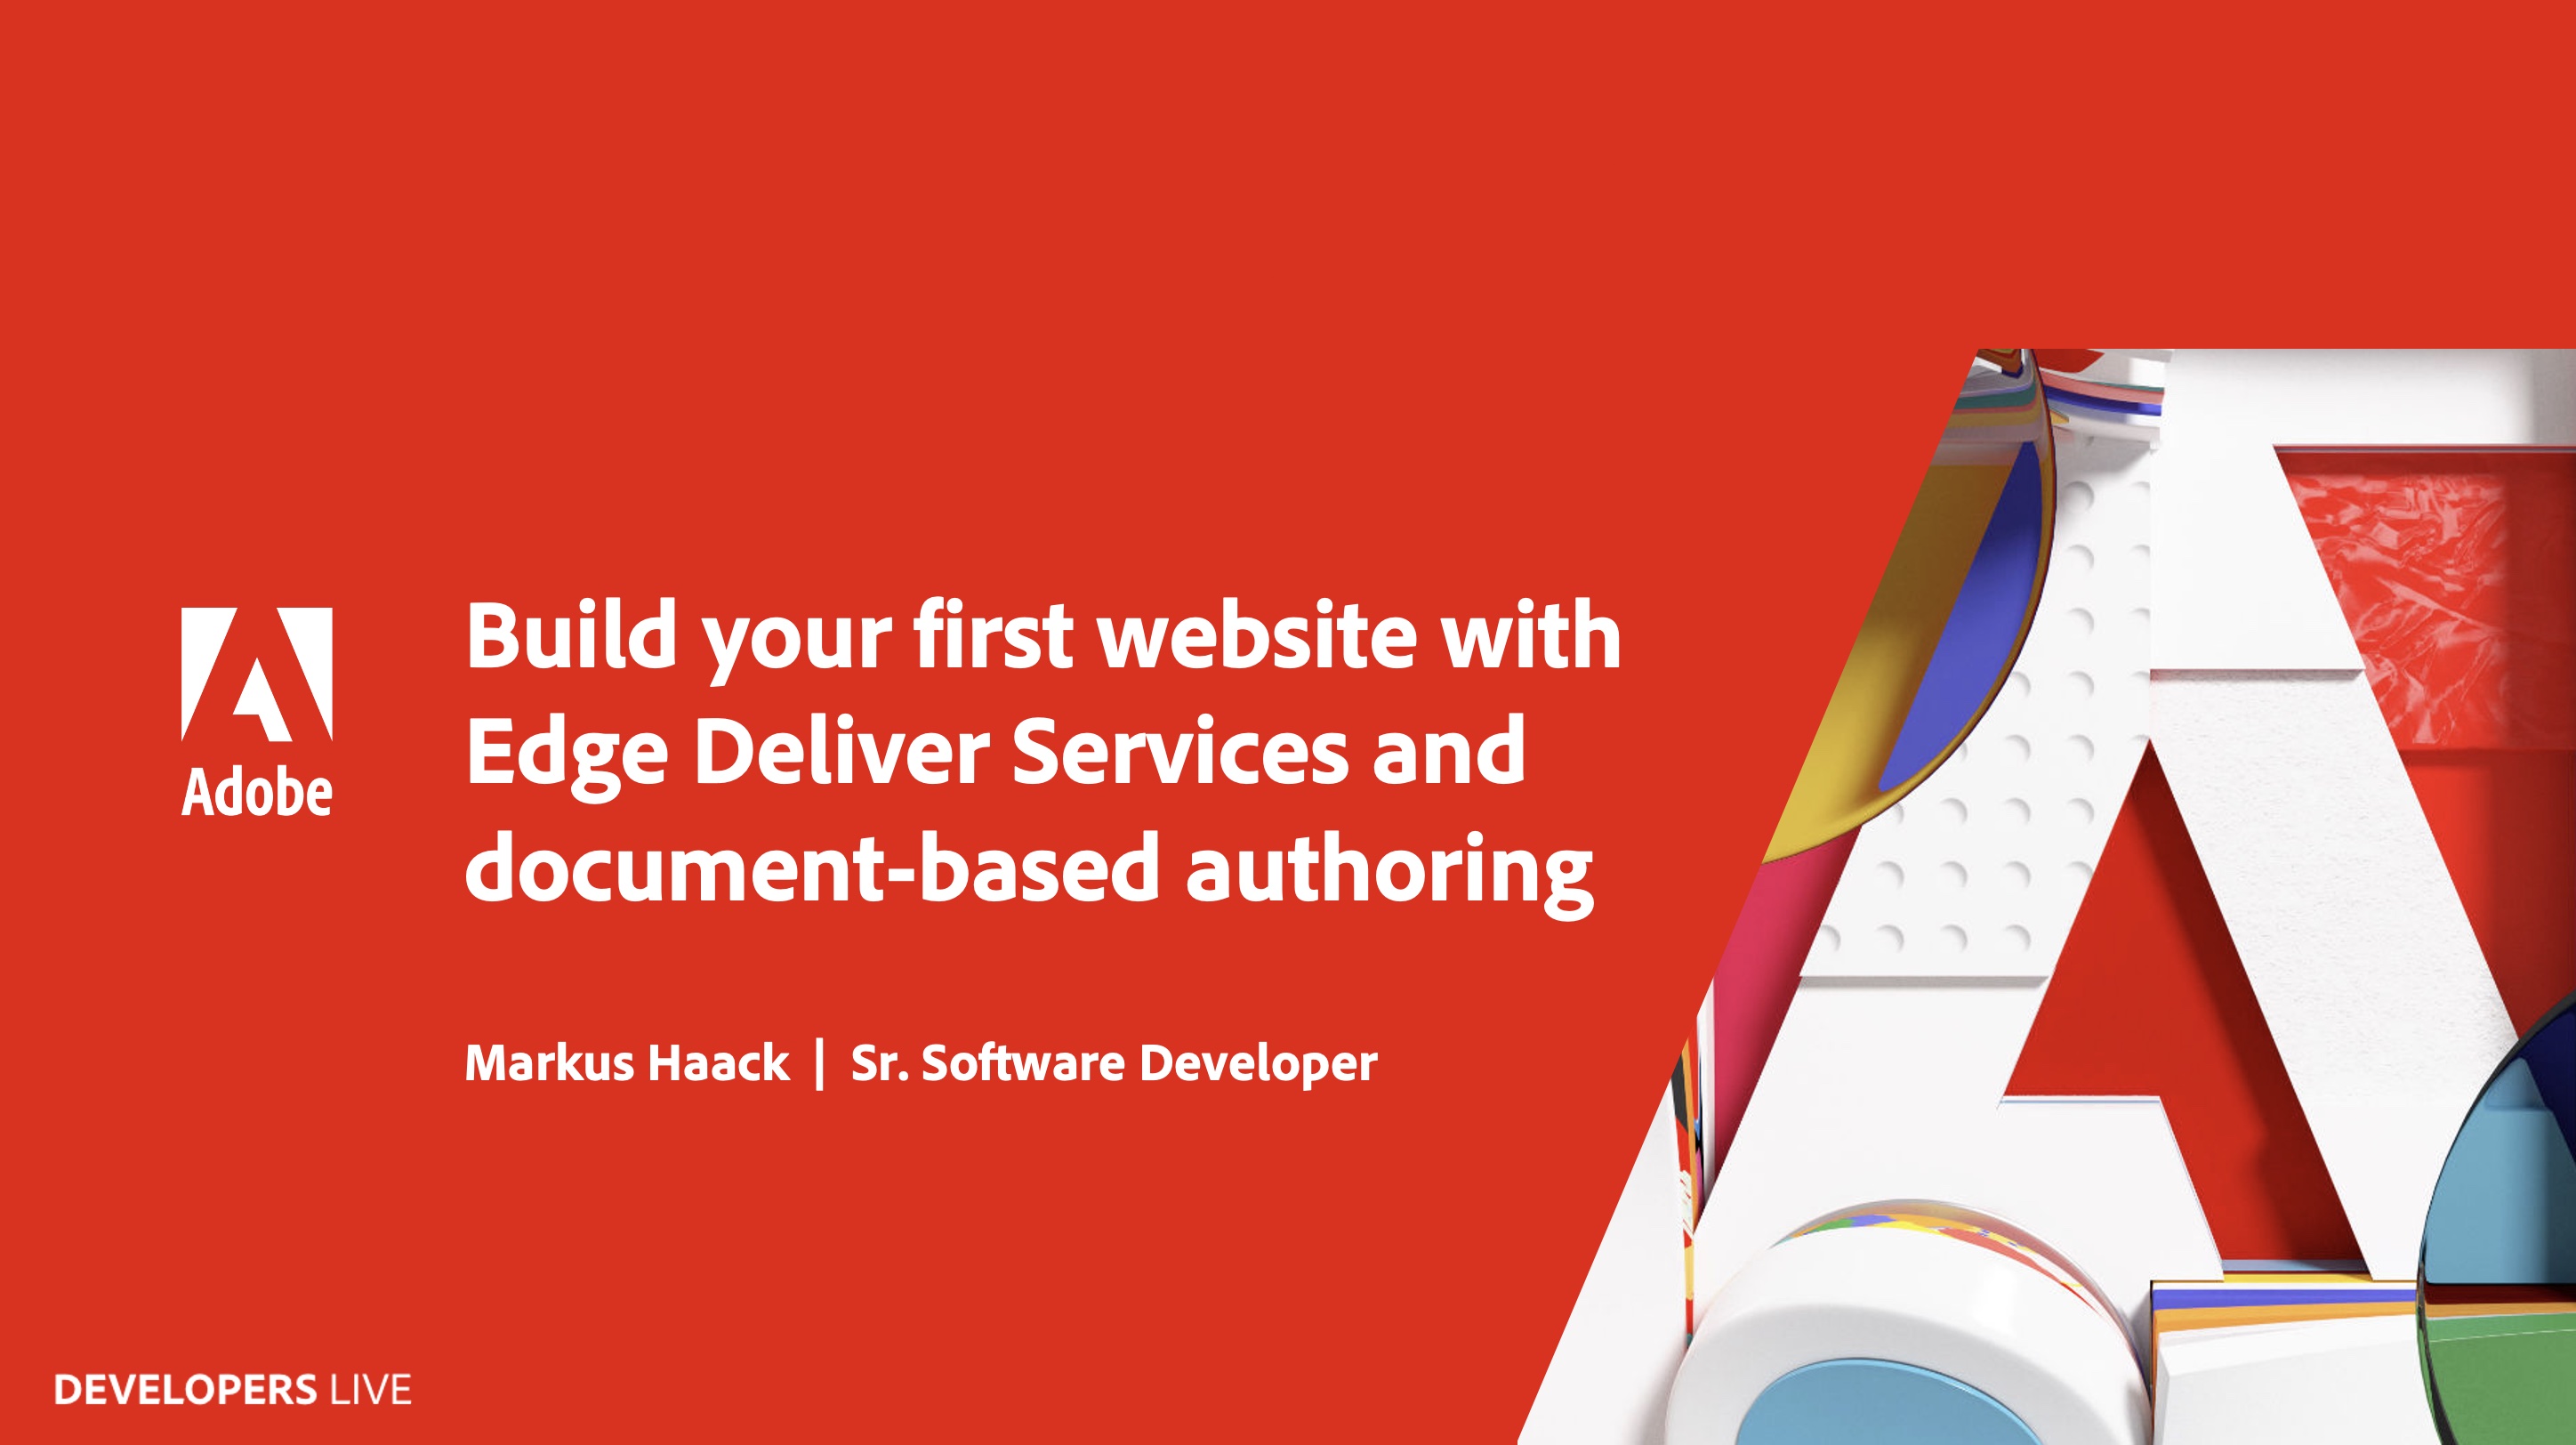 Adobe
Build your first website with
Edge Deliver Services and
document-based authoring
Markus Haack | Sr. Software Developer
DEVELOPERS LIVE